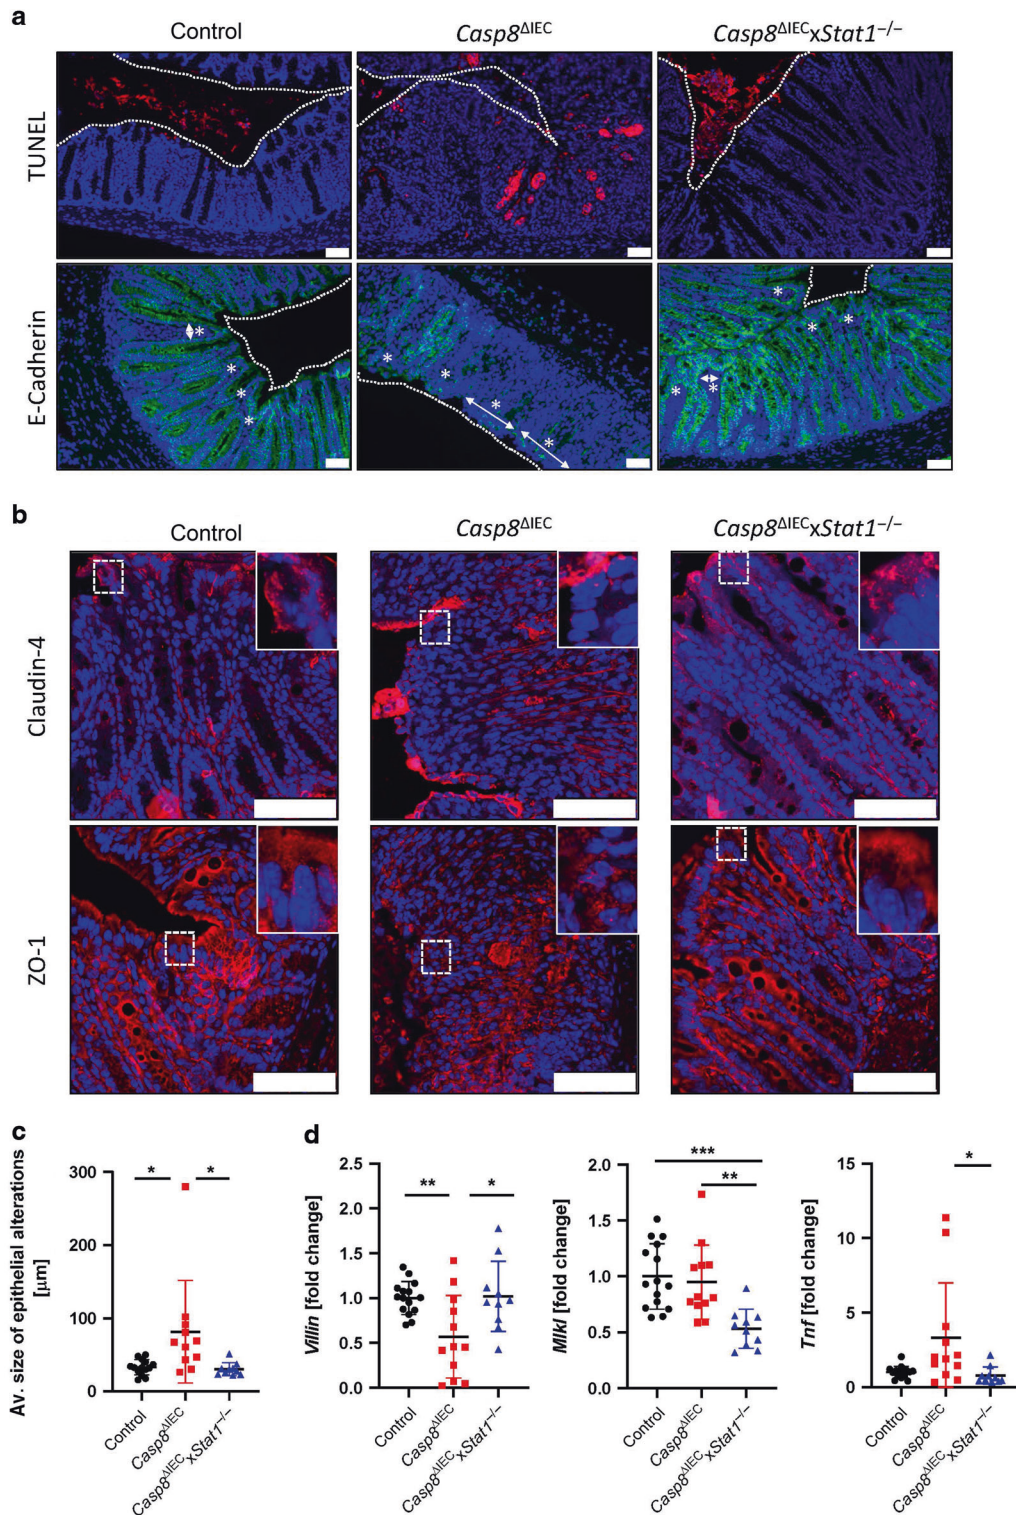 a
Control
Casp8ΔIEC
Casp8ΔIECxStat1−/−
TUNEL
E-Cadherin
*
*
*
*
*
*
*
*
*
*
*
*
*
b
Control
Casp8ΔIEC
Casp8ΔIECxStat1−/−
Claudin-4
ZO-1
c
Av. size of epithelial alterations
[µm]
300
200
100
0
*
*
Control
Casp8ΔIEC
Casp8ΔIECxStat1−/−
d
Villin [fold change]
2.5
2.0
1.5
1.0
0.5
0.0
**
*
Control
Casp8ΔIEC
Casp8ΔIECxStat1−/−
Mlkl [fold change]
2.0
1.5
1.0
0.5
0.0
***
**
Control
Casp8ΔIEC
Casp8ΔIECxStat1−/−
Tnf [fold change]
15
10
5
0
*
Control
Casp8ΔIEC
Casp8ΔIECxStat1−/−